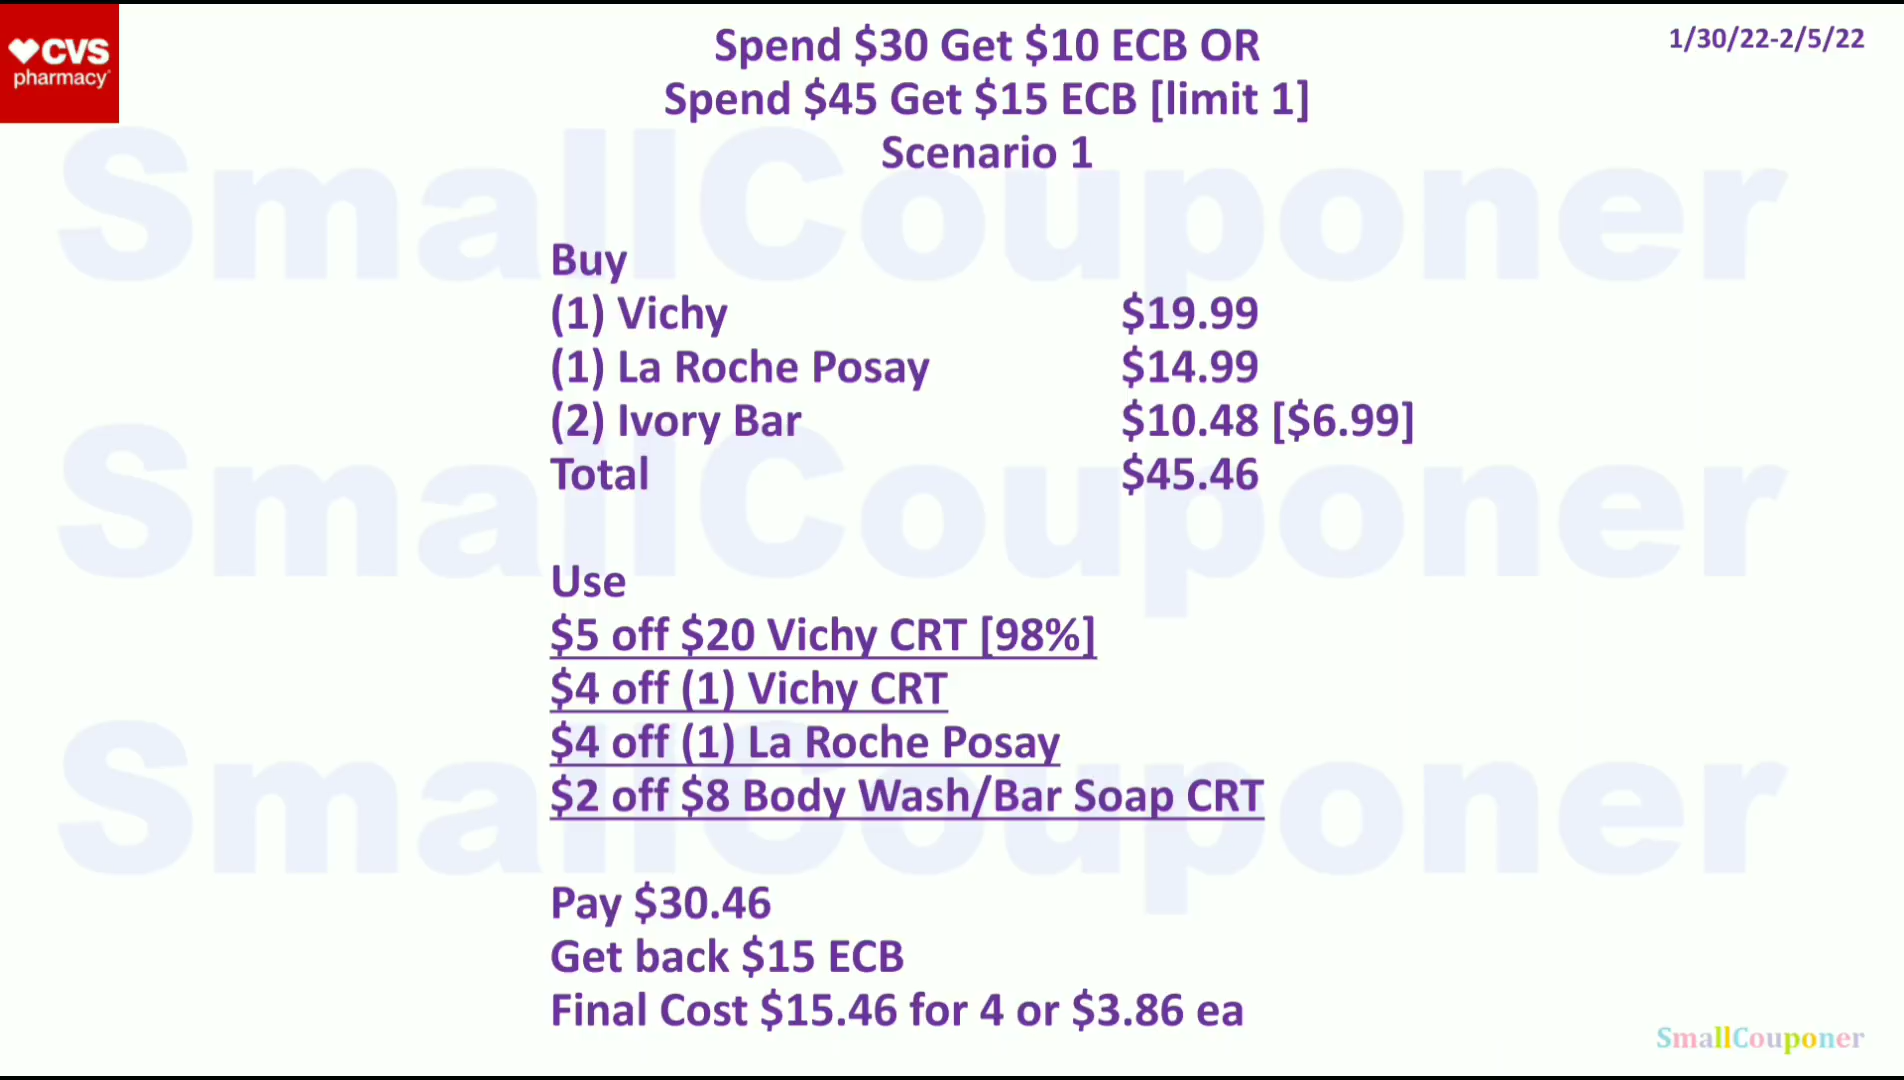 CVS
pharmacy
Spend $30 Get $10 ECB OR
Spend $45 Get $15 ECB [limit 1]
Scenario 1
1/30/22-2/5/22
SmallCouponer
Buy
(1) Vichy $19.99
(1) La Roche Posay $14.99
(2) Ivory Bar $10.48 [$6.99]
Total $45.46
SmallCouponer
Use
$5 off $20 Vichy CRT [98%]
$4 off (1) Vichy CRT
$4 off (1) La Roche Posay
$2 off $8 Body Wash/Bar Soap CRT
SmallCouponer
Pay $30.46
Get back $15 ECB
Final Cost $15.46 for 4 or $3.86 ea
SmallCouponer